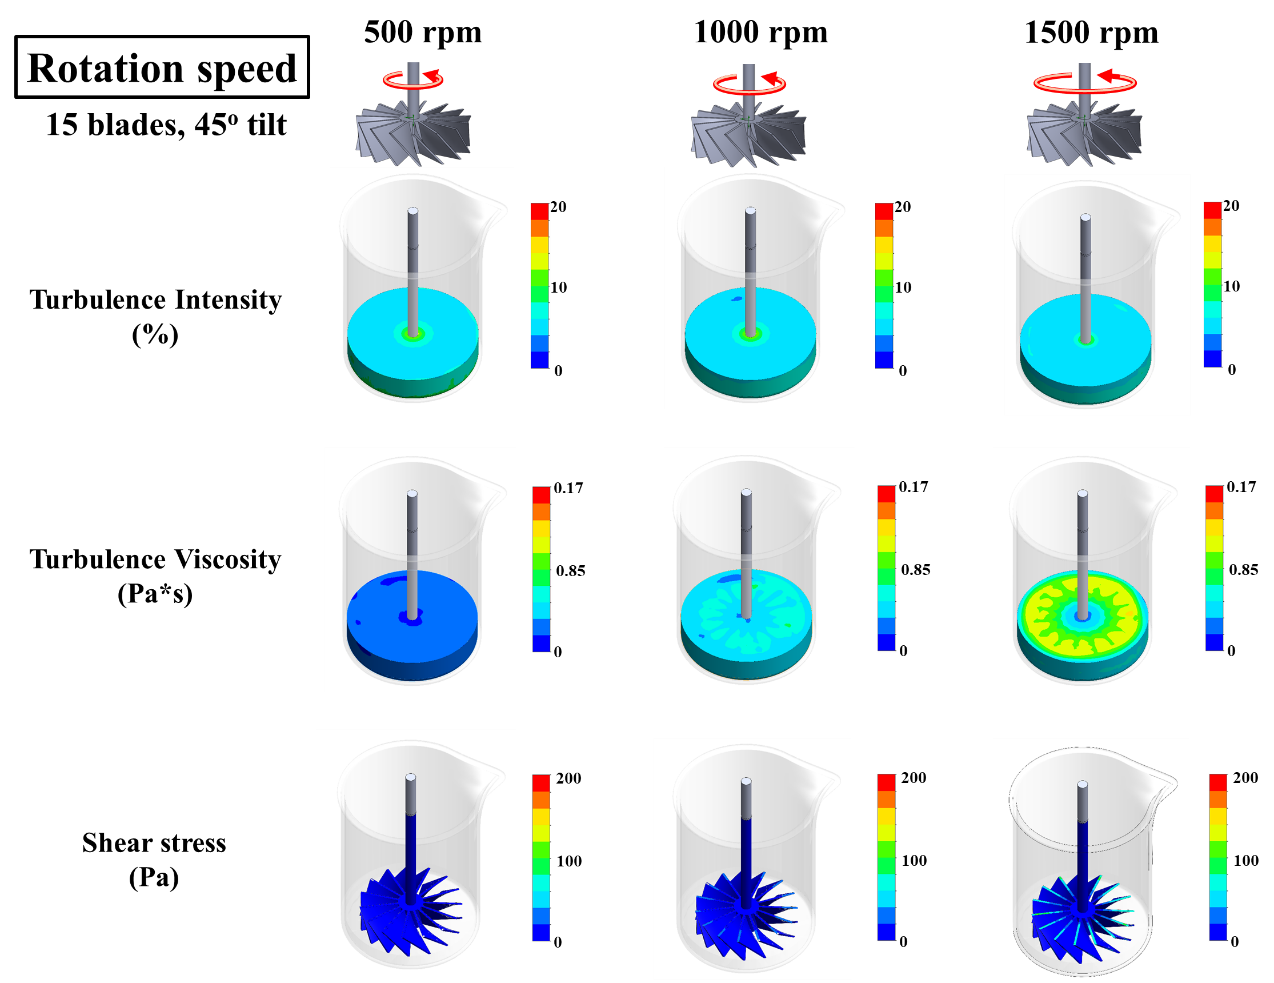 500 rpm
1000 rpm
1500 rpm
Rotation speed
15 blades, 45º tilt
Turbulence Intensity
(%)
20
10
0
20
10
0
20
10
0
Turbulence Viscosity
(Pa*s)
0.17
0.85
0
0.17
0.85
0
0.17
0.85
0
Shear stress
(Pa)
200
100
0
200
100
0
200
100
0